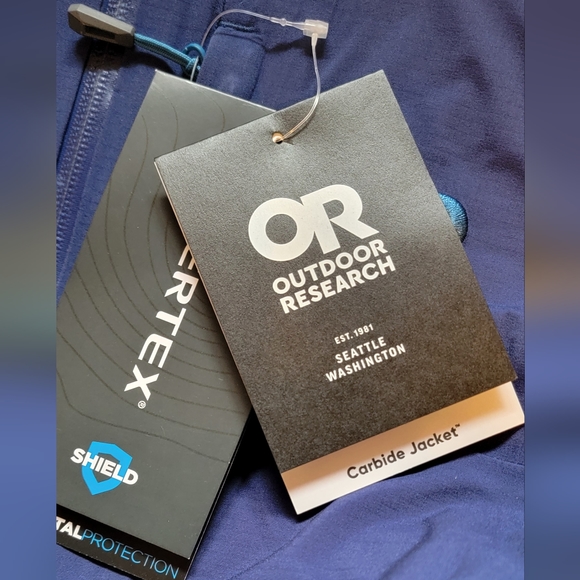 OR
OUTDOOR
RESEARCH
EST. 1981
SEATTLE
WASHINGTON
Carbide Jacket™
ERTEX®
SHIELD
TALPROTECTION